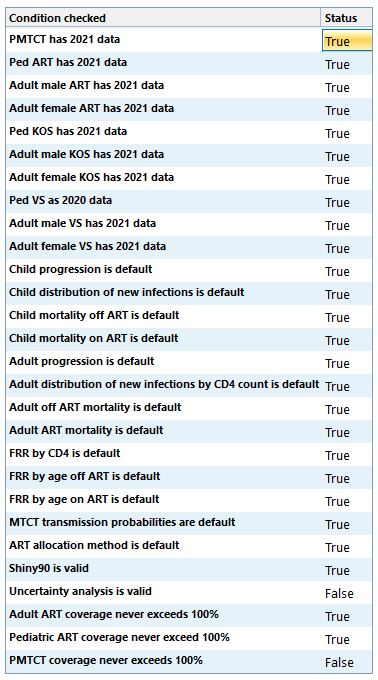 Condition checked Status
PMTCT has 2021 data True
Ped ART has 2021 data True
Adult male ART has 2021 data True
Adult female ART has 2021 data True
Ped KOS has 2021 data True
Adult male KOS has 2021 data True
Adult female KOS has 2021 data True
Ped VS as 2020 data True
Adult male VS has 2021 data True
Adult female VS has 2021 data True
Child progression is default True
Child distribution of new infections is default True
Child mortality off ART is default True
Child mortality on ART is default True
Adult progression is default True
Adult distribution of new infections by CD4 count is default True
Adult off ART mortality is default True
Adult ART mortality is default True
FRR by CD4 is default True
FRR by age off ART is default True
FRR by age on ART is default True
MTCT transmission probabilities are default True
ART allocation method is default True
Shiny90 is valid True
Uncertainty analysis is valid False
Adult ART coverage never exceeds 100% True
Pediatric ART coverage never exceed 100% True
PMTCT coverage never exceeds 100% False